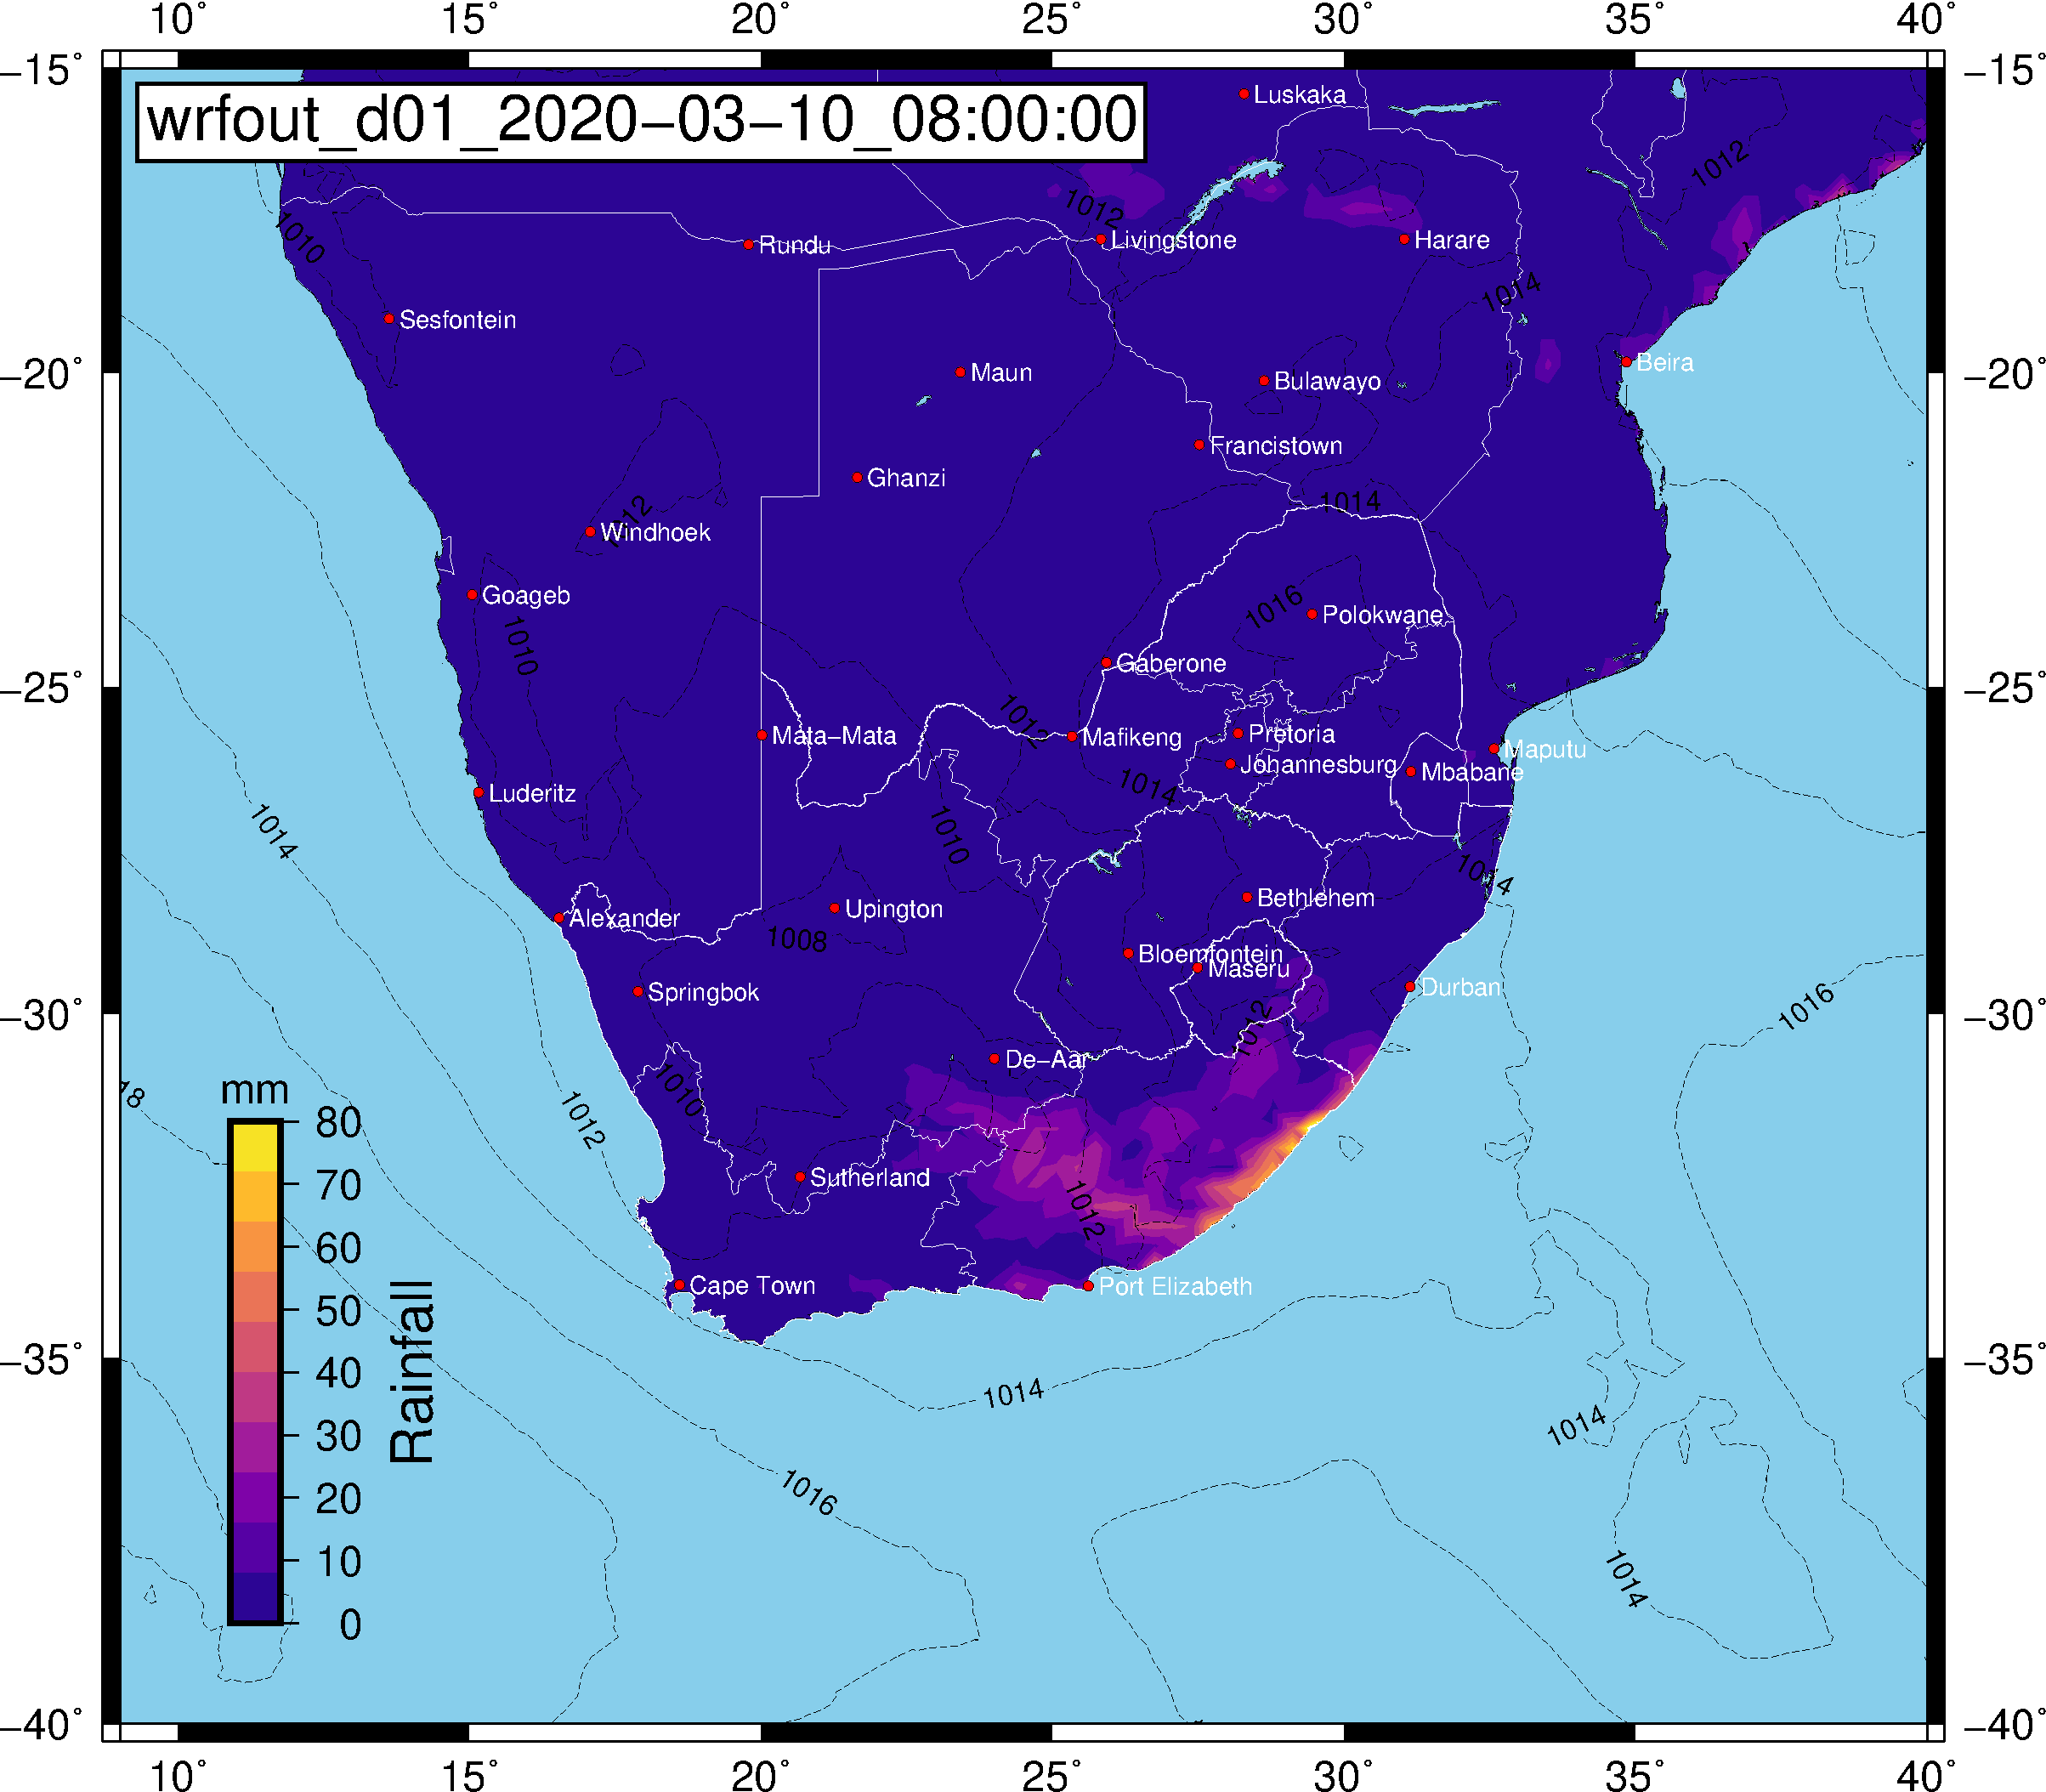 10° 15° 20° 25° 30° 35° 40°
−15° −15°
wrfout_d01_2020−03−10_08:00:00
Luskaka
1012
1012
1010
Rundu
Livingstone
Harare
1014
Sesfontein
Beira
−20° −20°
Maun
Bulawayo
Francistown
Ghanzi
1014
1012
Windhoek
Goageb
1016
Polokwane
1010
Gaberone
−25° −25°
1012
Mata−Mata
Mafikeng
Pretoria
Maputu
Johannesburg
Mbabane
1014
Luderitz
1014
1010
1014
Bethlehem
Upington
Alexander
1008
Bloemfontein
Maseru
Springbok
Durban
1016
−30° −30°
1012
De−Aar
1010
18
mm
1012
80
70
60
50
40
30
20
10
0
Rainfall
Sutherland
1012
Cape Town
Port Elizabeth
−35° −35°
1014
1014
1016
1014
−40° −40°
10° 15° 20° 25° 30° 35° 40°